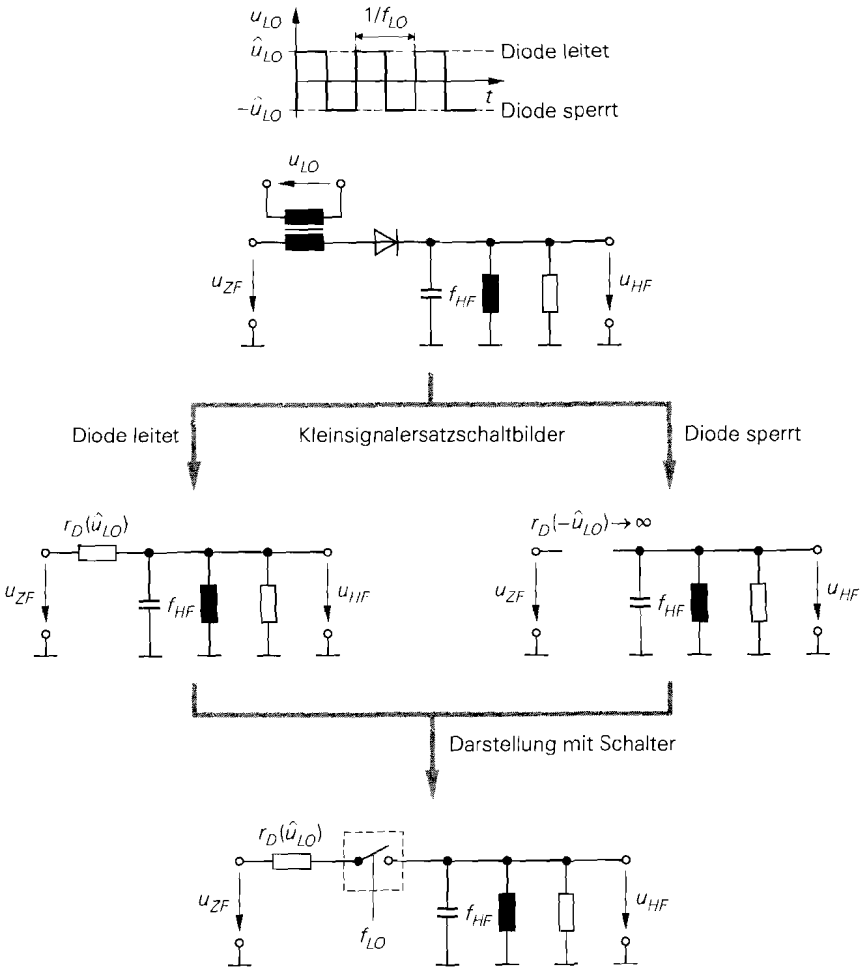 u_LO
û_LO
1/f_LO
Diode leitet
t
-û_LO
Diode sperrt
u_LO
u_ZF
f_HF
u_HF
Diode leitet
Kleinsignalersatzschaltbilder
Diode sperrt
r_D(û_LO)
r_D(-û_LO)→∞
u_ZF
f_HF
u_HF
u_ZF
f_HF
u_HF
Darstellung mit Schalter
r_D(û_LO)
u_ZF
f_LO
f_HF
u_HF